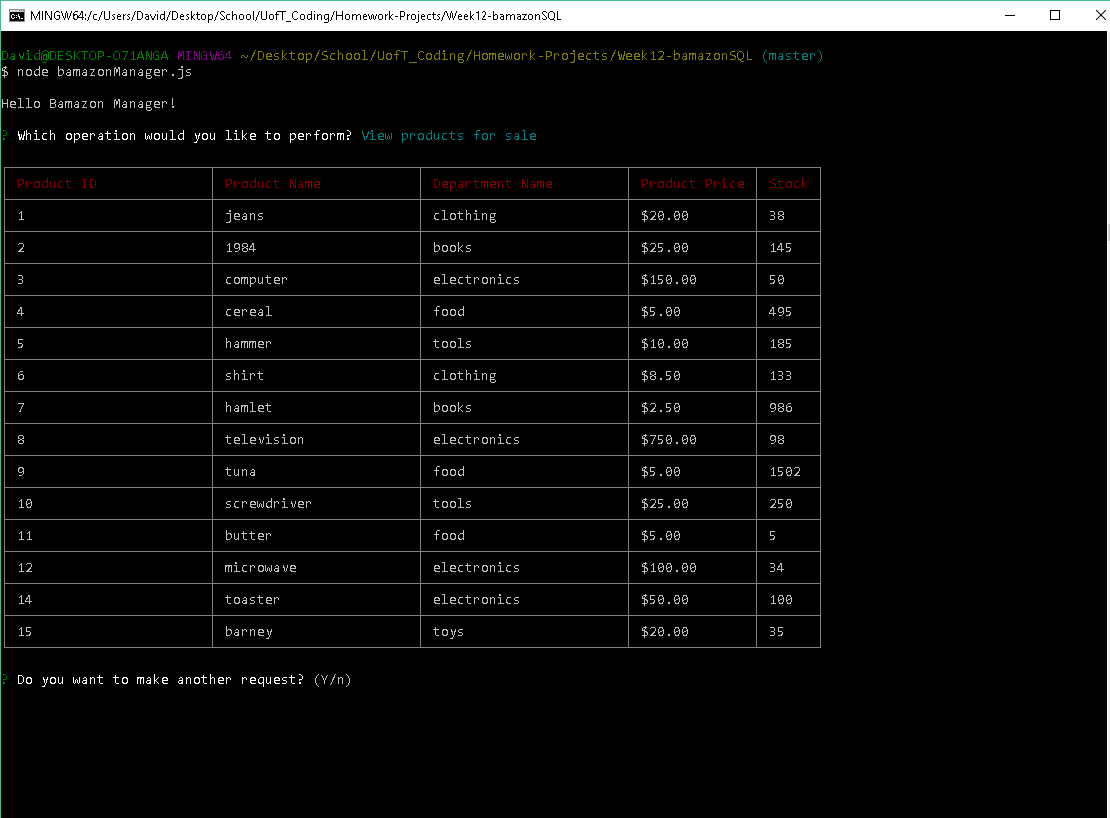 MINGW64:/c/Users/David/Desktop/School/UofT_Coding/Homework-Projects/Week12-bamazonSQL
David@DESKTOP-O71ANGA MINGW64 ~/Desktop/School/UofT_Coding/Homework-Projects/Week12-bamazonSQL (master)
$ node bamazonManager.js
Hello Bamazon Manager!
? Which operation would you like to perform? View products for sale
Product ID Product Name Department Name Product Price Stock
1 jeans clothing $20.00 38
2 1984 books $25.00 145
3 computer electronics $150.00 50
4 cereal food $5.00 495
5 hammer tools $10.00 185
6 shirt clothing $8.50 133
7 hamlet books $2.50 986
8 television electronics $750.00 98
9 tuna food $5.00 1502
10 screwdriver tools $25.00 250
11 butter food $5.00 5
12 microwave electronics $100.00 34
14 toaster electronics $50.00 100
15 barney toys $20.00 35
? Do you want to make another request? (Y/n)